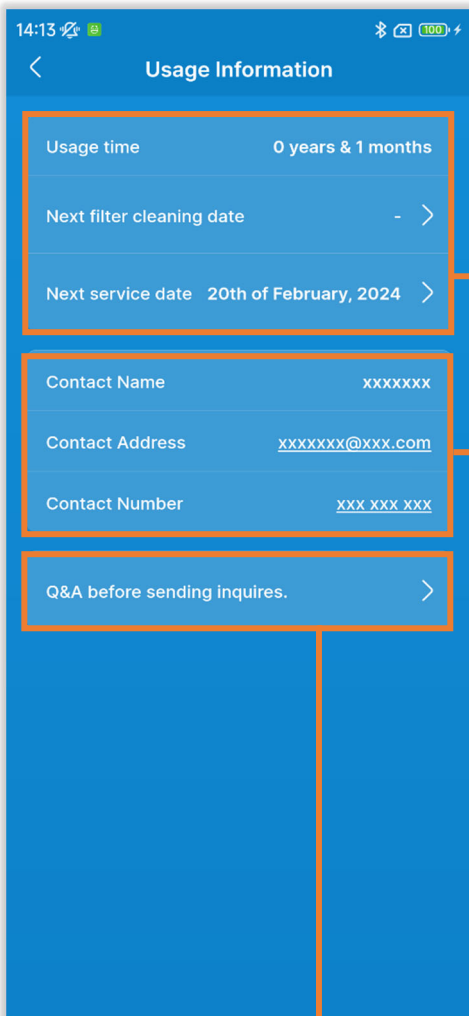 14:13
100
Usage Information
Usage time 0 years & 1 months
Next filter cleaning date -
Next service date 20th of February, 2024
Contact Name xxxxxxx
Contact Address xxxxxxx@xxx.com
Contact Number xxx xxx xxx
Q&A before sending inquires.